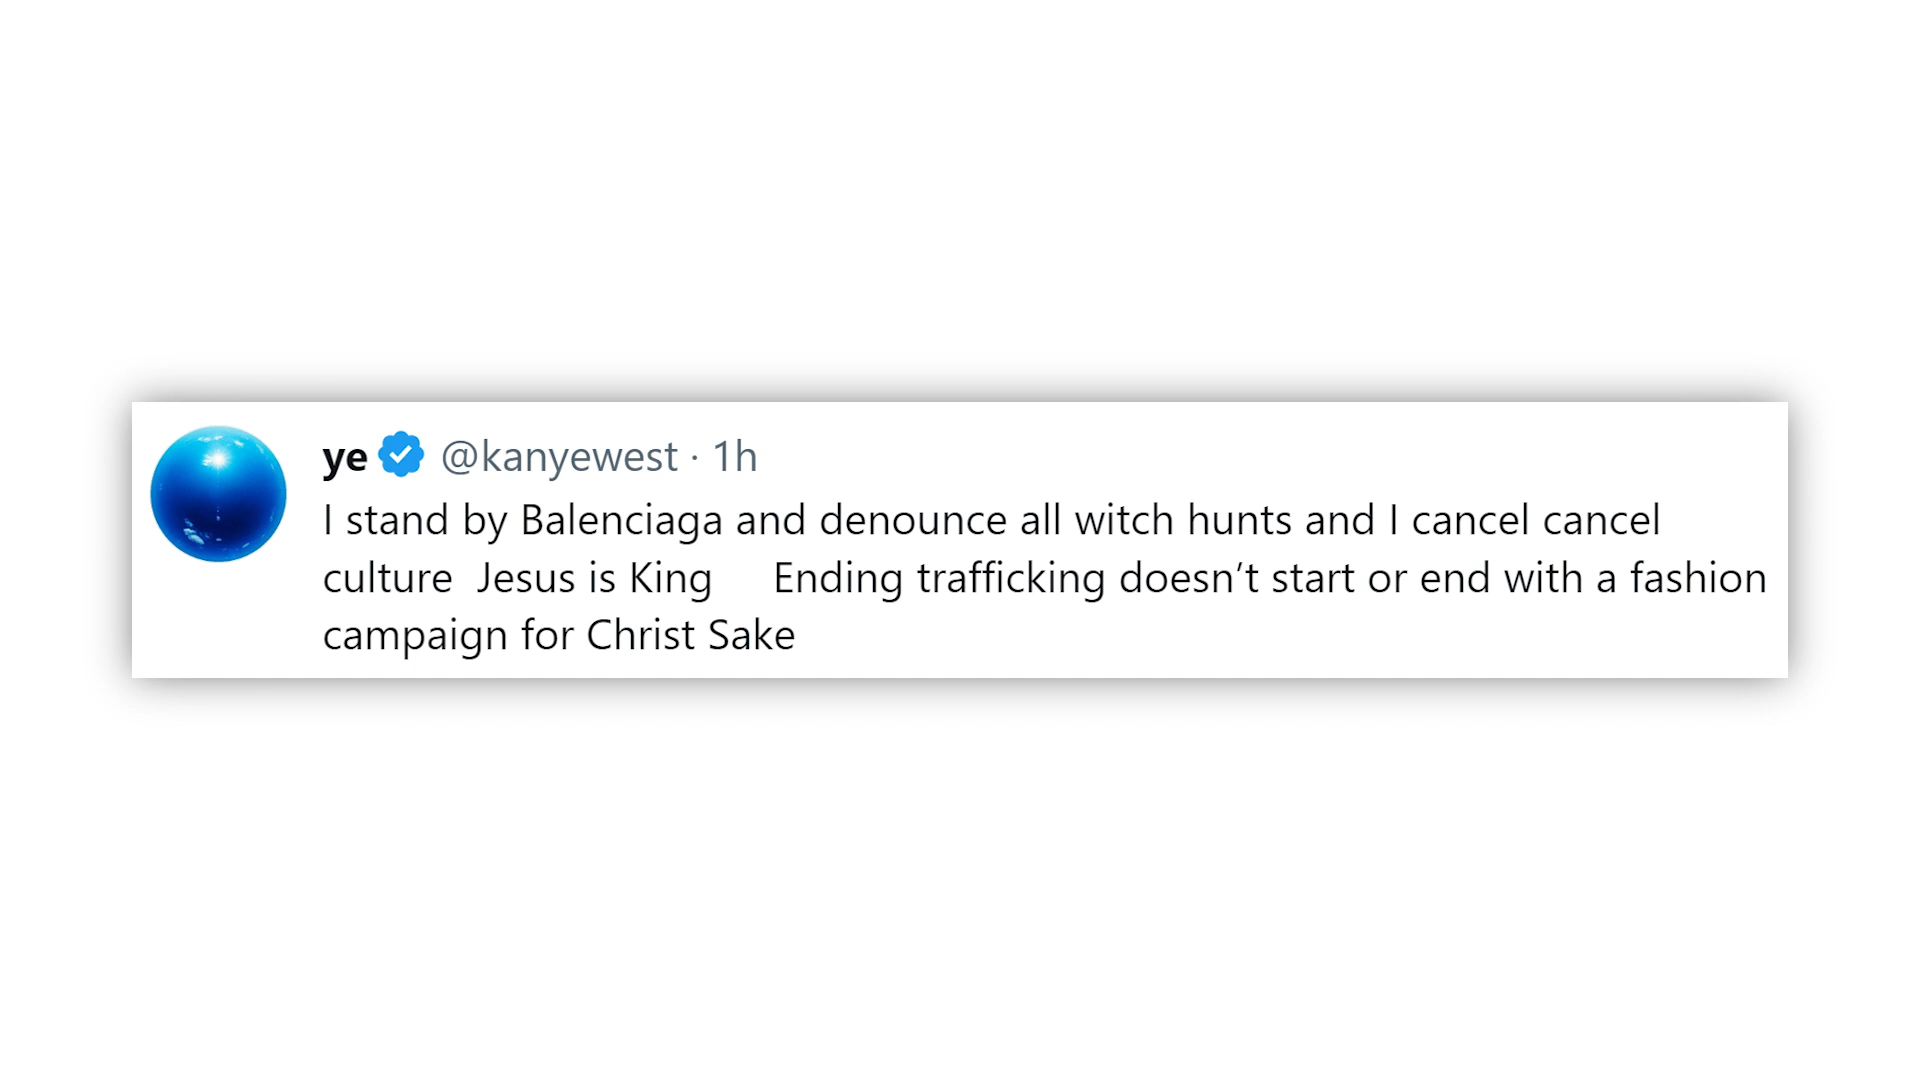 ye @kanyewest · 1h
I stand by Balenciaga and denounce all witch hunts and I cancel cancel
culture  Jesus is King     Ending trafficking doesn’t start or end with a fashion
campaign for Christ Sake